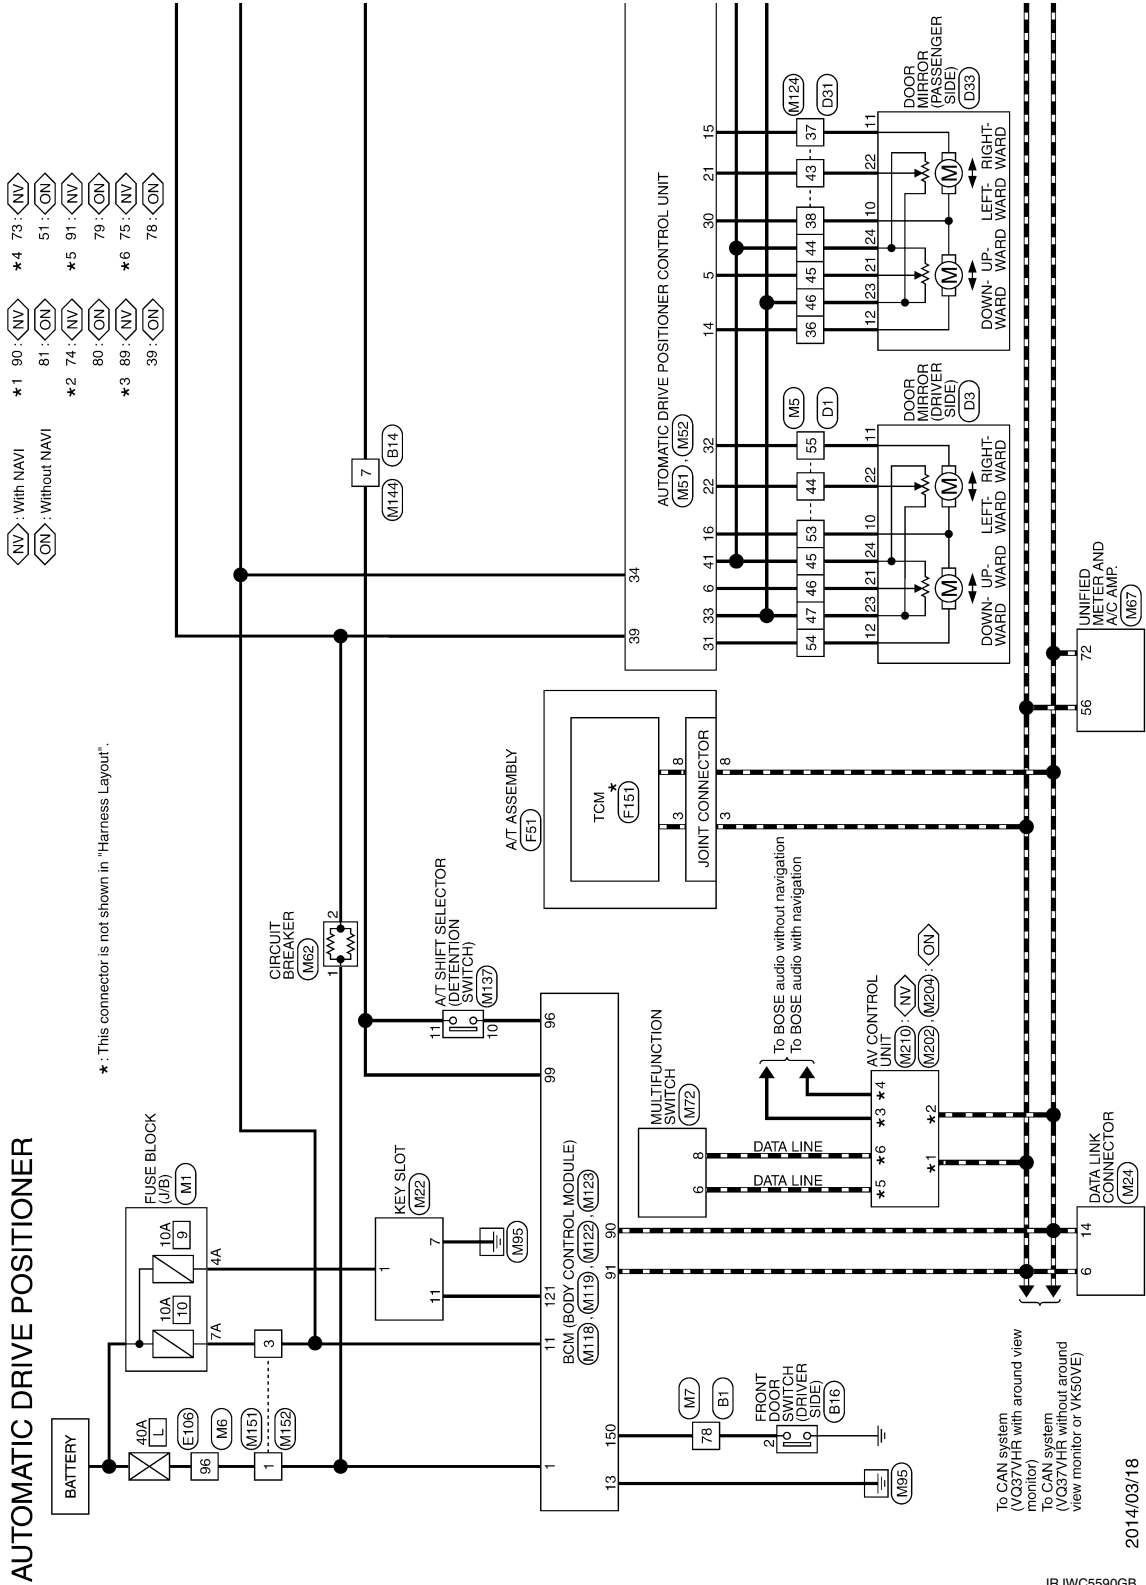 AUTOMATIC DRIVE POSITIONER
NV : With NAVI
ON : Without NAVI
*1 90 : NV
81 : ON
*2 74 : NV
80 : ON
*3 89 : NV
39 : ON
*4 73 : NV
51 : ON
*5 91 : NV
79 : ON
*6 75 : NV
78 : ON
* : This connector is not shown in "Harness Layout".
BATTERY
40A
L
E106
96
M6
M151
1
M152
FUSE BLOCK
(J/B)
M1
10A
10
10A
9
7A
4A
3
KEY SLOT
M22
1
11
7
M95
CIRCUIT
BREAKER
M62
1
2
A/T SHIFT SELECTOR
(DETENTION
SWITCH)
M137
11
10
7
M144
B14
1
11
121
99
96
BCM (BODY CONTROL MODULE)
M118 , M119 , M122 , M123
13
150
91
90
M95
M7
78
B1
FRONT
DOOR
SWITCH
(DRIVER
SIDE)
B16
2
MULTIFUNCTION
SWITCH
M72
6
8
DATA LINE
DATA LINE
To BOSE audio without navigation
To BOSE audio with navigation
AV CONTROL
UNIT
M210 : NV
M202 , M204 : ON
*5
*6
*3
*4
*1
*2
A/T ASSEMBLY
F51
TCM
*
F151
3
8
JOINT CONNECTOR
3
8
39
34
AUTOMATIC DRIVE POSITIONER CONTROL UNIT
M51 , M52
31
33
6
41
16
22
32
14
5
30
21
15
54
47
46
45
53
44
55
M5
D1
36
46
45
44
38
43
37
M124
D31
12
23
21
24
10
22
11
DOOR
MIRROR
(DRIVER
SIDE)
D3
M
M
DOWN-
WARD
UP-
WARD
LEFT-
WARD
RIGHT-
WARD
12
23
21
24
10
22
11
DOOR
MIRROR
(PASSENGER
SIDE)
D33
M
M
DOWN-
WARD
UP-
WARD
LEFT-
WARD
RIGHT-
WARD
To CAN system
(VQ37VHR with around view
monitor)
To CAN system
(VQ37VHR without around
view monitor or VK50VE)
DATA LINK
CONNECTOR
M24
6
14
UNIFIED
METER AND
A/C AMP.
M67
56
72
2014/03/18
JRJWC5590GB